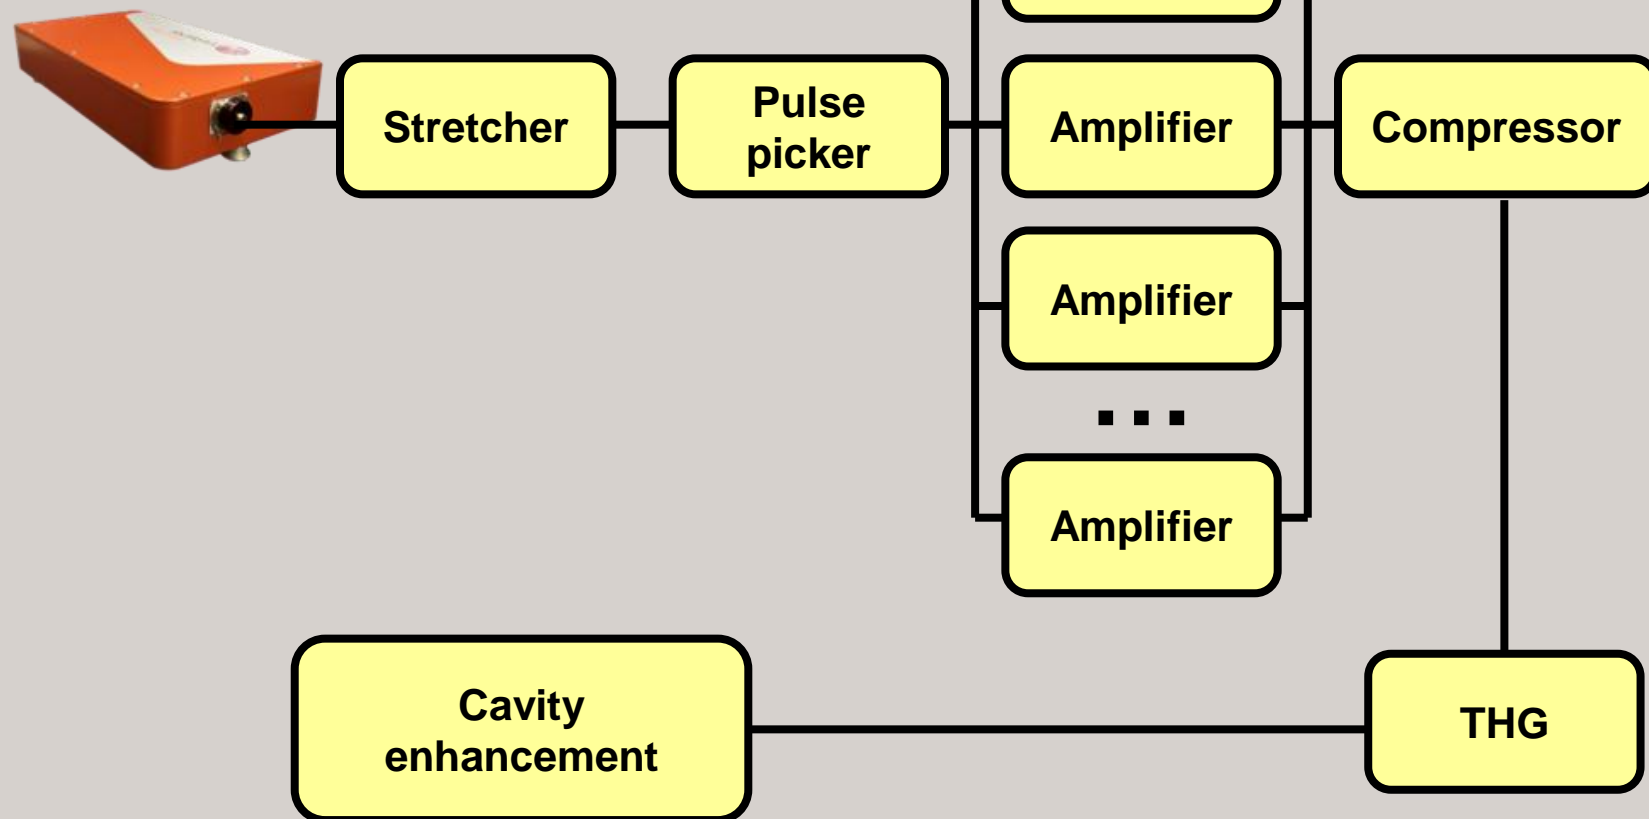 Stretcher
Pulse
picker
Amplifier
Compressor
Amplifier
...
Amplifier
Cavity
enhancement
THG